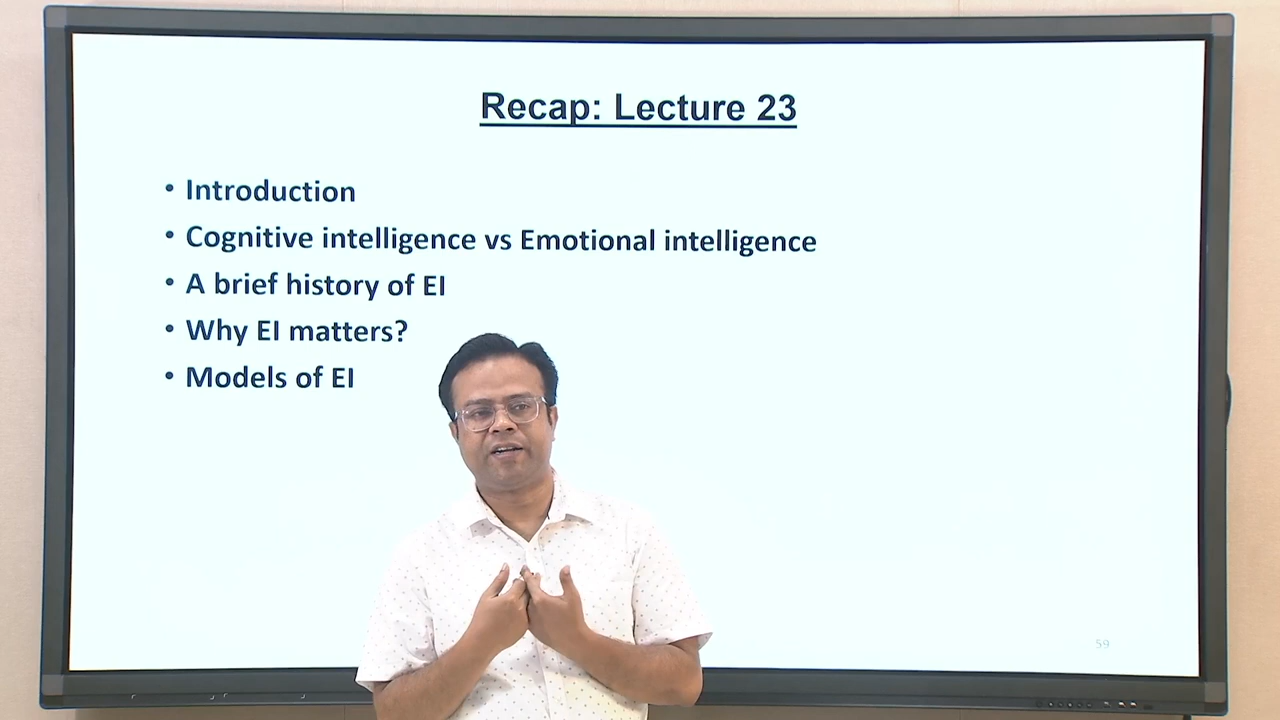 Recap: Lecture 23
• Introduction
• Cognitive intelligence vs Emotional intelligence
• A brief history of EI
• Why EI matters?
• Models of EI
59